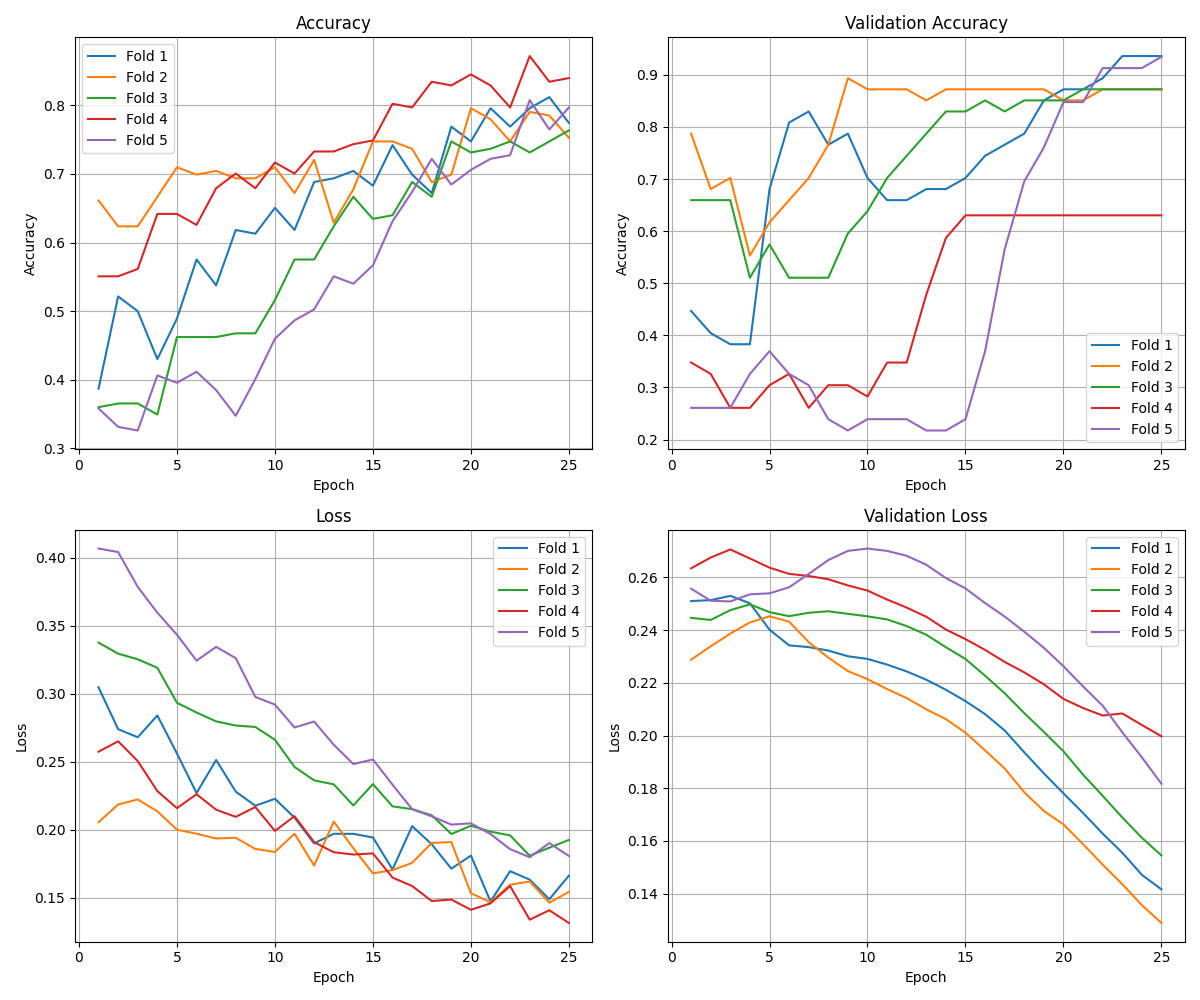 Accuracy
Fold 1
Fold 2
Fold 3
Fold 4
Fold 5
Accuracy
0.8
0.7
0.6
0.5
0.4
0.3
0
5
10
15
20
25
Epoch
Validation Accuracy
Accuracy
0.9
0.8
0.7
0.6
0.5
0.4
0.3
0.2
Fold 1
Fold 2
Fold 3
Fold 4
Fold 5
0
5
10
15
20
25
Epoch
Loss
Fold 1
Fold 2
Fold 3
Fold 4
Fold 5
Loss
0.40
0.35
0.30
0.25
0.20
0.15
0
5
10
15
20
25
Epoch
Validation Loss
Fold 1
Fold 2
Fold 3
Fold 4
Fold 5
Loss
0.26
0.24
0.22
0.20
0.18
0.16
0.14
0
5
10
15
20
25
Epoch